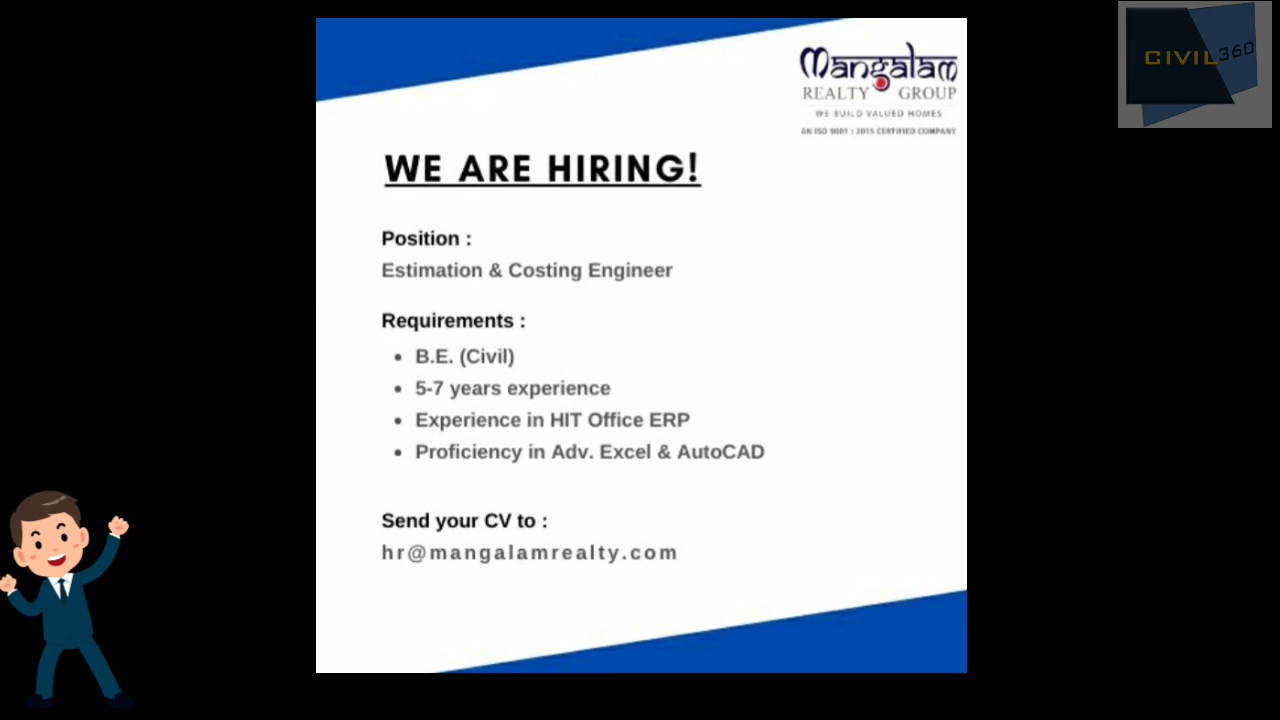 CIVIL 360
Mangalam
REALTY GROUP
WE BUILD VALUED HOMES
AN ISO 9001 : 2015 CERTIFIED COMPANY
WE ARE HIRING!
Position :
Estimation & Costing Engineer
Requirements :
• B.E. (Civil)
• 5-7 years experience
• Experience in HIT Office ERP
• Proficiency in Adv. Excel & AutoCAD
Send your CV to :
hr@mangalamrealty.com